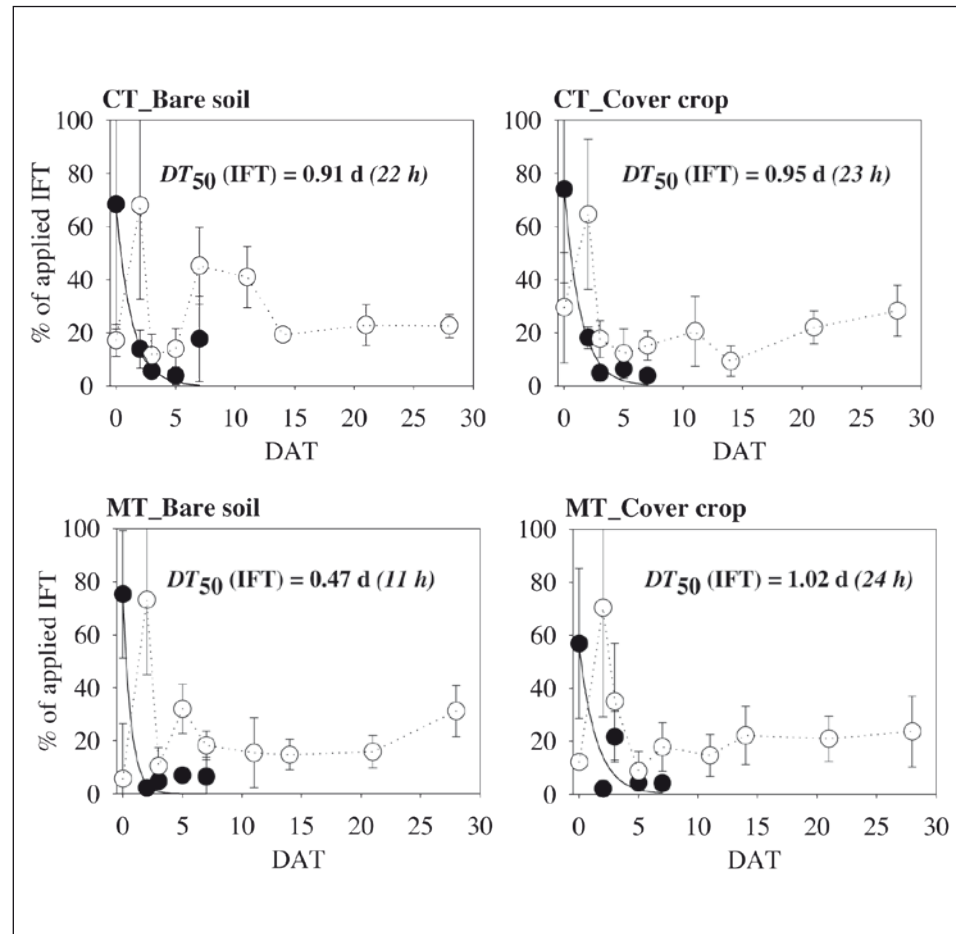 CT_Bare soil
CT_Cover crop
100
80
60
40
20
0
% of applied IFT
DT50 (IFT) = 0.91 d (22 h)
0 5 10 15 20 25 30
DAT
100
80
60
40
20
0
DT50 (IFT) = 0.95 d (23 h)
0 5 10 15 20 25 30
DAT
MT_Bare soil
MT_Cover crop
100
80
60
40
20
0
% of applied IFT
DT50 (IFT) = 0.47 d (11 h)
0 5 10 15 20 25 30
DAT
100
80
60
40
20
0
DT50 (IFT) = 1.02 d (24 h)
0 5 10 15 20 25 30
DAT